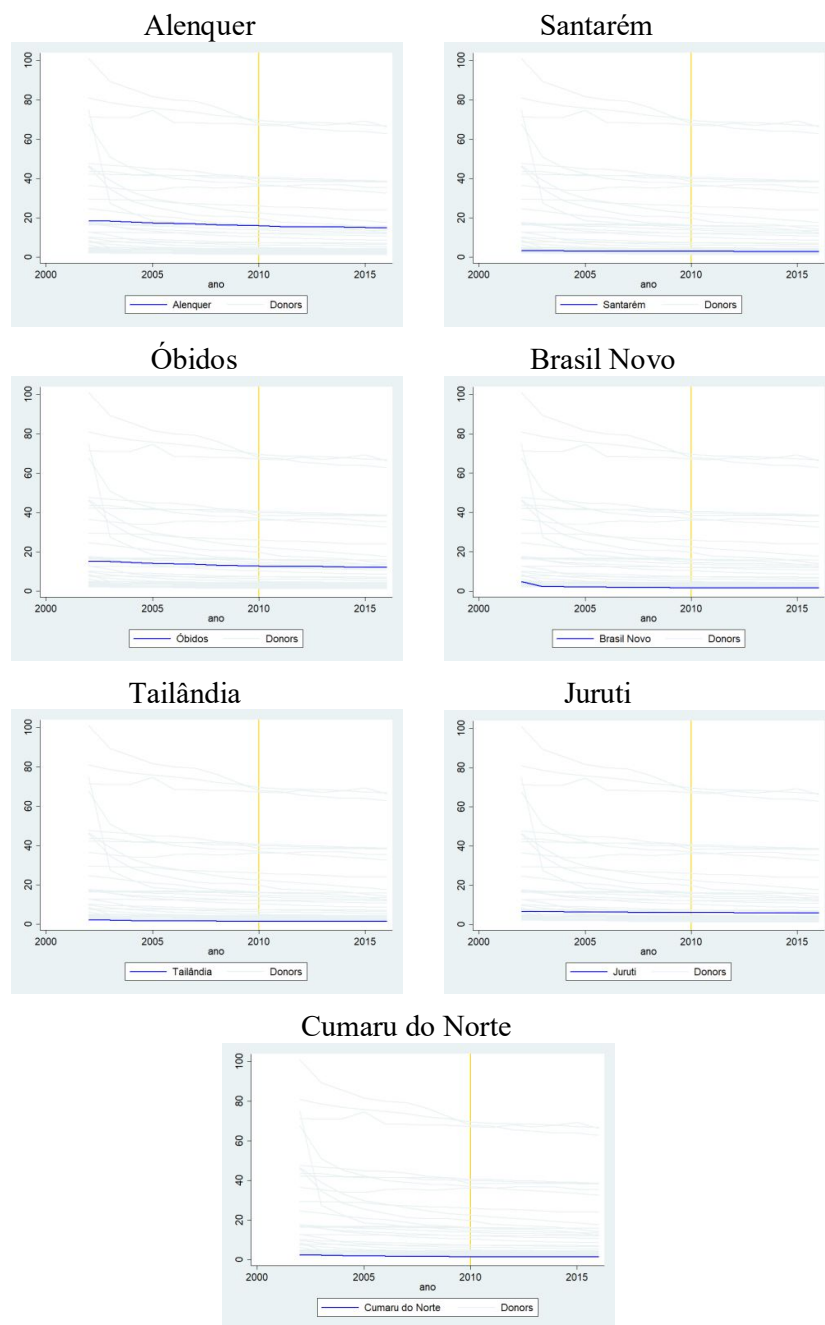 Alenquer
Santarém
0 20 40 60 80 100
2000 2005 2010 2015
ano
Alenquer Donors
0 20 40 60 80 100
2000 2005 2010 2015
ano
Santarém Donors
Óbidos
Brasil Novo
0 20 40 60 80 100
2000 2005 2010 2015
ano
Óbidos Donors
0 20 40 60 80 100
2000 2005 2010 2015
ano
Brasil Novo Donors
Tailândia
Juruti
0 20 40 60 80 100
2000 2005 2010 2015
ano
Tailândia Donors
0 20 40 60 80 100
2000 2005 2010 2015
ano
Juruti Donors
Cumaru do Norte
0 20 40 60 80 100
2000 2005 2010 2015
ano
Cumaru do Norte Donors